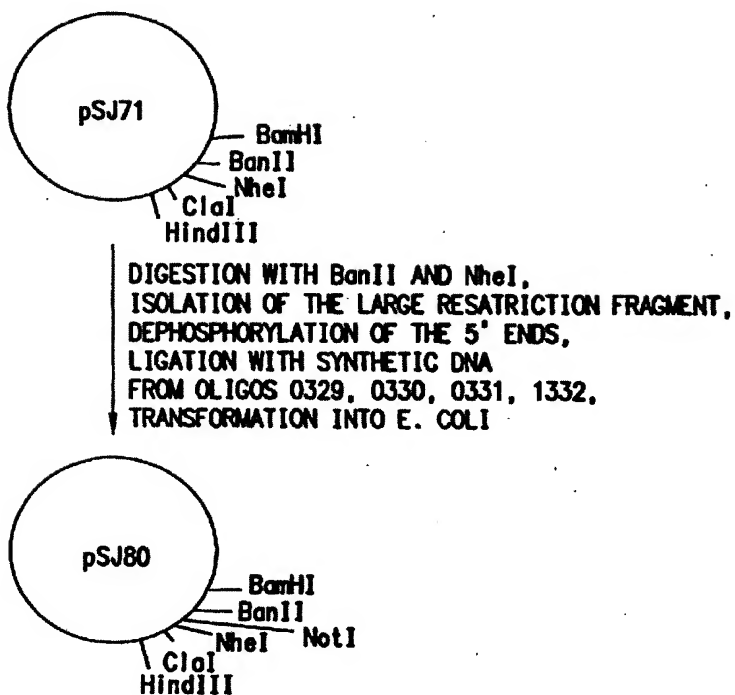 pSJ71
BamHI
BanII
NheI
ClaI
HindIII
DIGESTION WITH BanII AND NheI,
ISOLATION OF THE LARGE RESATRICTION FRAGMENT,
DEPHOSPHORYLATION OF THE 5' ENDS,
LIGATION WITH SYNTHETIC DNA
FROM OLIGOS 0329, 0330, 0331, 1332,
TRANSFORMATION INTO E. COLI
pSJ80
BamHI
BanII
NheI NotI
ClaI
HindIII